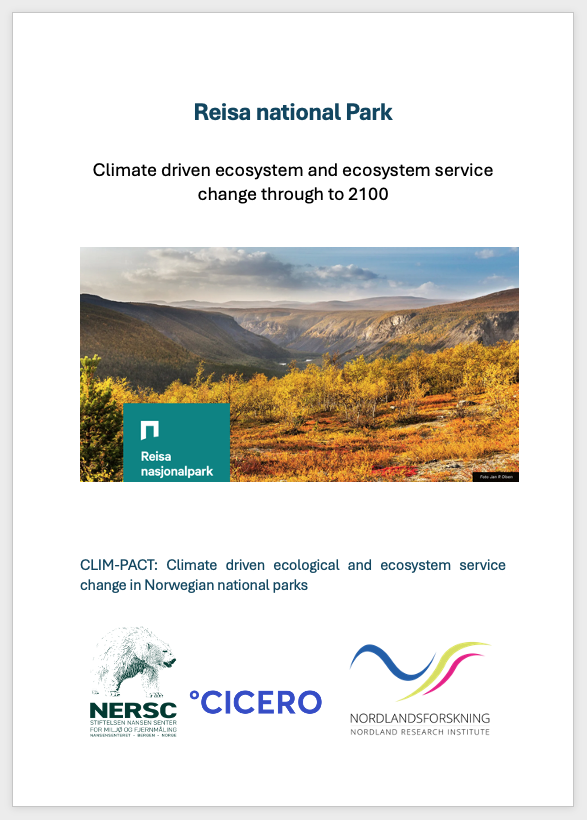 Reisa national Park
Climate driven ecosystem and ecosystem service
change through to 2100
Reisa
nasjonalpark
Foto: Jan R Olsen
CLIM-PACT: Climate driven ecological and ecosystem service
change in Norwegian national parks
NERSC
STIFTELSEN NANSEN SENTER
FOR MILJØ OG FJERNMÅLING
NANSENSENTERET - BERGEN - NORGE
°CICERO
NORDLANDSFORSKNING
NORDLAND RESEARCH INSTITUTE